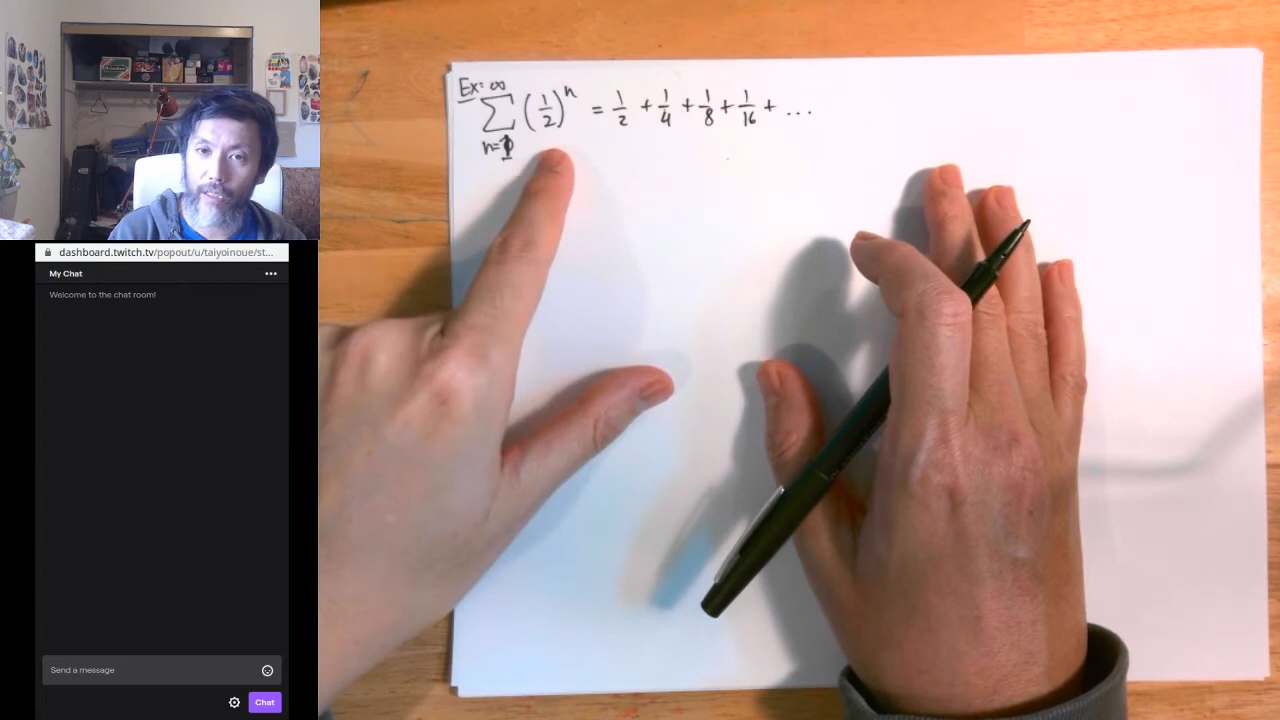 Ex:
∞
∑ (1/2)^n = 1/2 + 1/4 + 1/8 + 1/16 + ...
n=1
dashboard.twitch.tv/popout/u/taiyoinoue/st...
My Chat
Welcome to the chat room!
Send a message
Chat